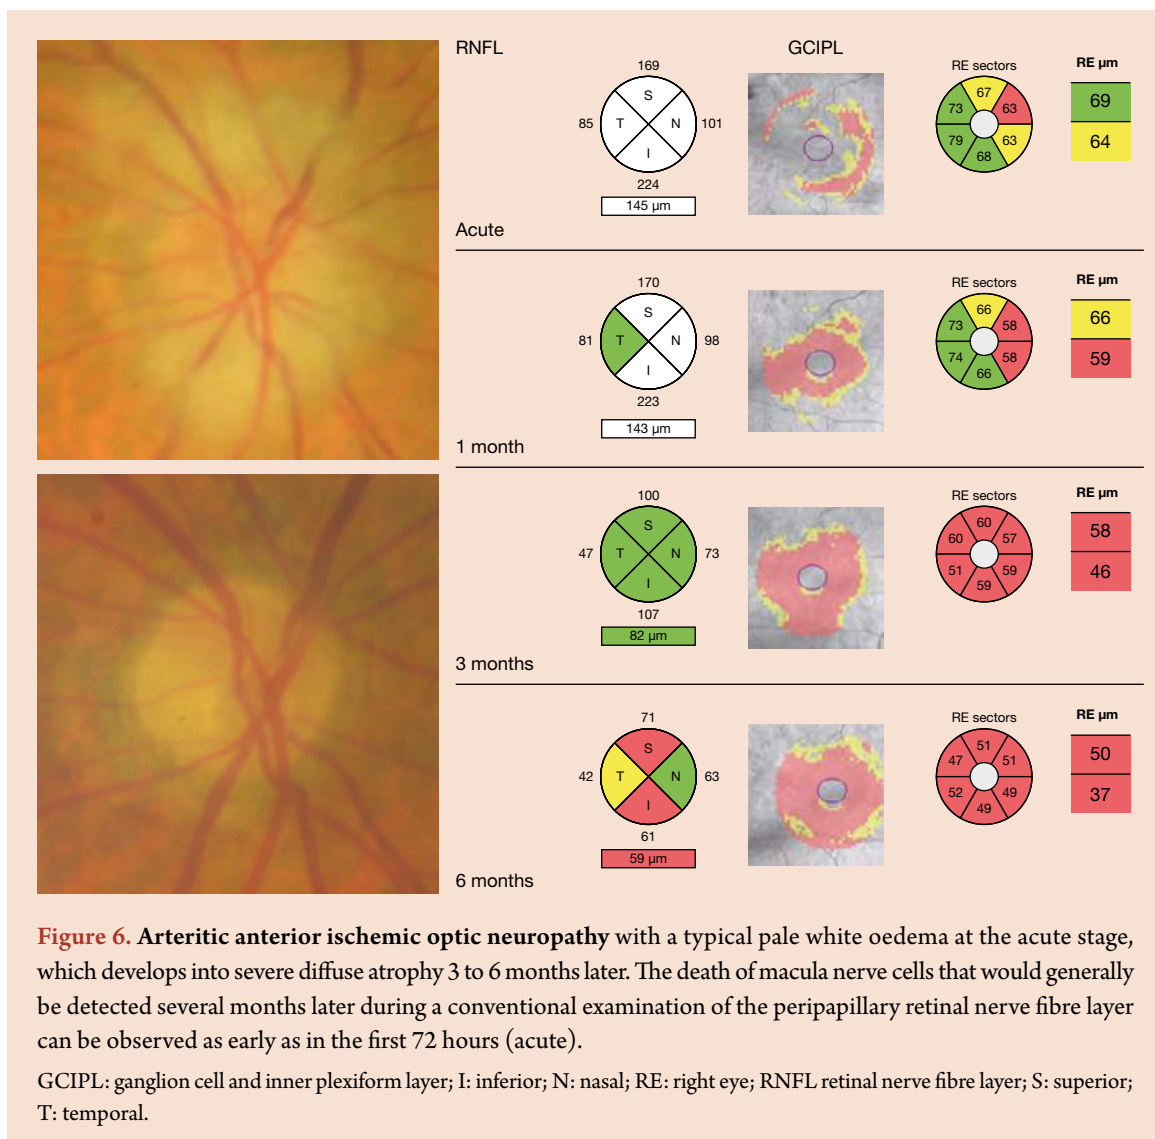 RNFL
GCIPL
169
S
85 T N 101
I
224
145 µm
RE sectors
67
73 63
79 63
68
RE µm
69
64
Acute
170
S
81 T N 98
I
223
143 µm
RE sectors
66
73 58
74 58
66
RE µm
66
59
1 month
100
S
47 T N 73
I
107
82 µm
RE sectors
60
60 57
51 59
59
RE µm
58
46
3 months
71
S
42 T N 63
I
61
59 µm
RE sectors
51
47 51
52 49
49
RE µm
50
37
6 months
Figure 6. Arteritic anterior ischemic optic neuropathy with a typical pale white oedema at the acute stage,
which develops into severe diffuse atrophy 3 to 6 months later. The death of macula nerve cells that would generally
be detected several months later during a conventional examination of the peripapillary retinal nerve fibre layer
can be observed as early as in the first 72 hours (acute).
GCIPL: ganglion cell and inner plexiform layer; I: inferior; N: nasal; RE: right eye; RNFL retinal nerve fibre layer; S: superior;
T: temporal.